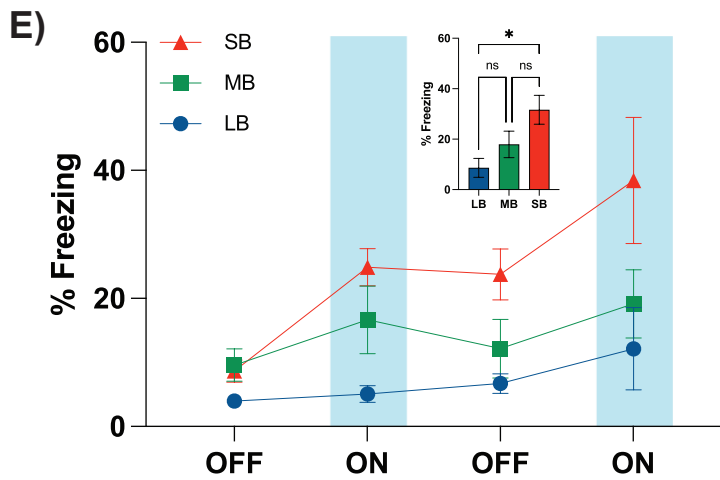 E)
SB
MB
LB
% Freezing
60
40
20
0
OFF ON OFF ON
% Freezing
60
40
20
0
*
ns ns
LB MB SB